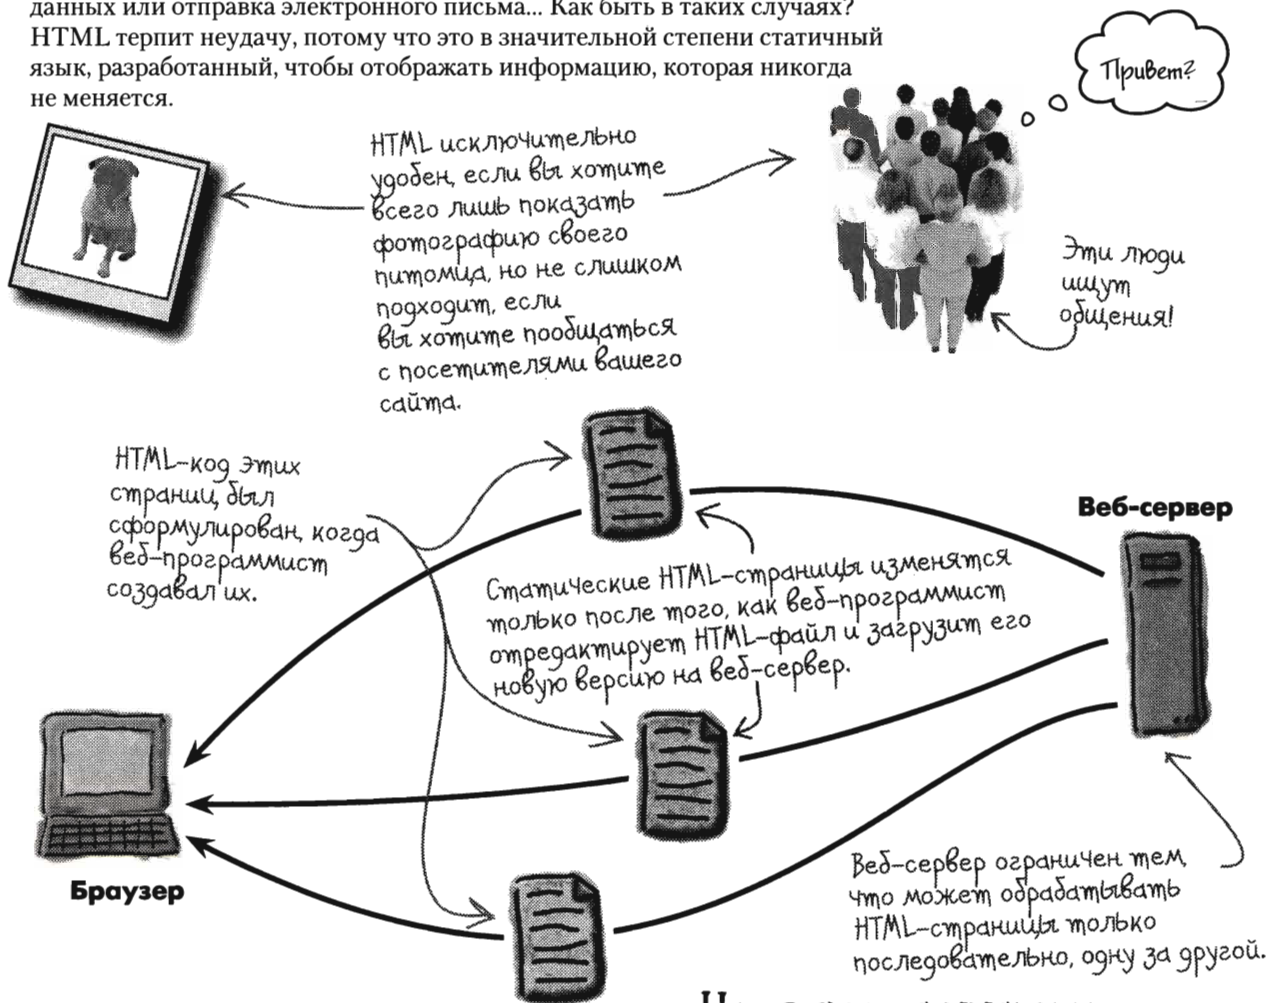 данных или отправка электронного письма... Как быть в таких случаях?
HTML терпит неудачу, потому что это в значительной степени статичный
язык, разработанный, чтобы отображать информацию, которая никогда
не меняется.
Привет?
HTML исключительно
удобен, если вы хотите
всего лишь показать
фотографию своего
питомца, но не слишком
подходит, если
вы хотите пообщаться
с посетителями вашего
сайта.
Эти люди
ищут
общения!
HTML-код этих
страниц был
сформулирован, когда
веб-программист
создавал их.
Веб-сервер
Статические HTML-страницы изменятся
только после того, как веб-программист
отредактирует HTML-файл и загрузит его
новую версию на веб-сервер.
Браузер
Веб-сервер ограничен тем,
что может обрабатывать
HTML-страницы только
последовательно, одну за другой.